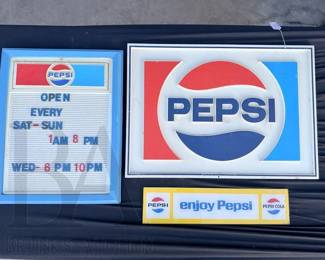 PEPSI
OPEN
EVERY
SAT-SUN
1AM 8 PM
WED-6 PM 10PM
PEPSI
PEPSI
enjoy Pepsi
PEPSI-COLA